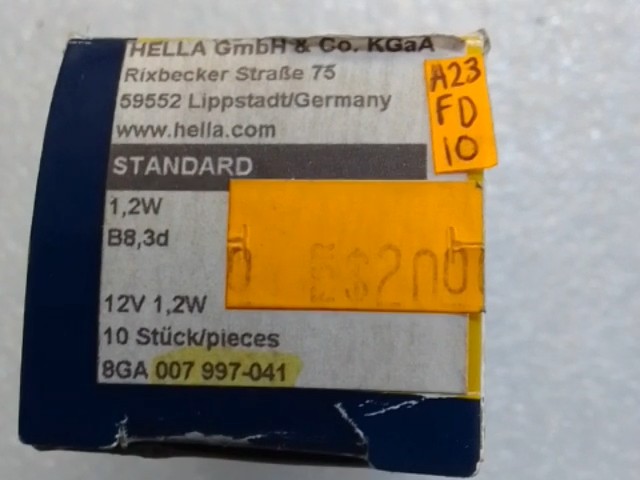 HELLA GmbH & Co. KGaA
Rixbecker Straße 75
59552 Lippstadt/Germany
www.hella.com
A23
FD
10
STANDARD
1,2W
B8,3d
12V 1,2W
10 Stück/pieces
8GA 007 997-041